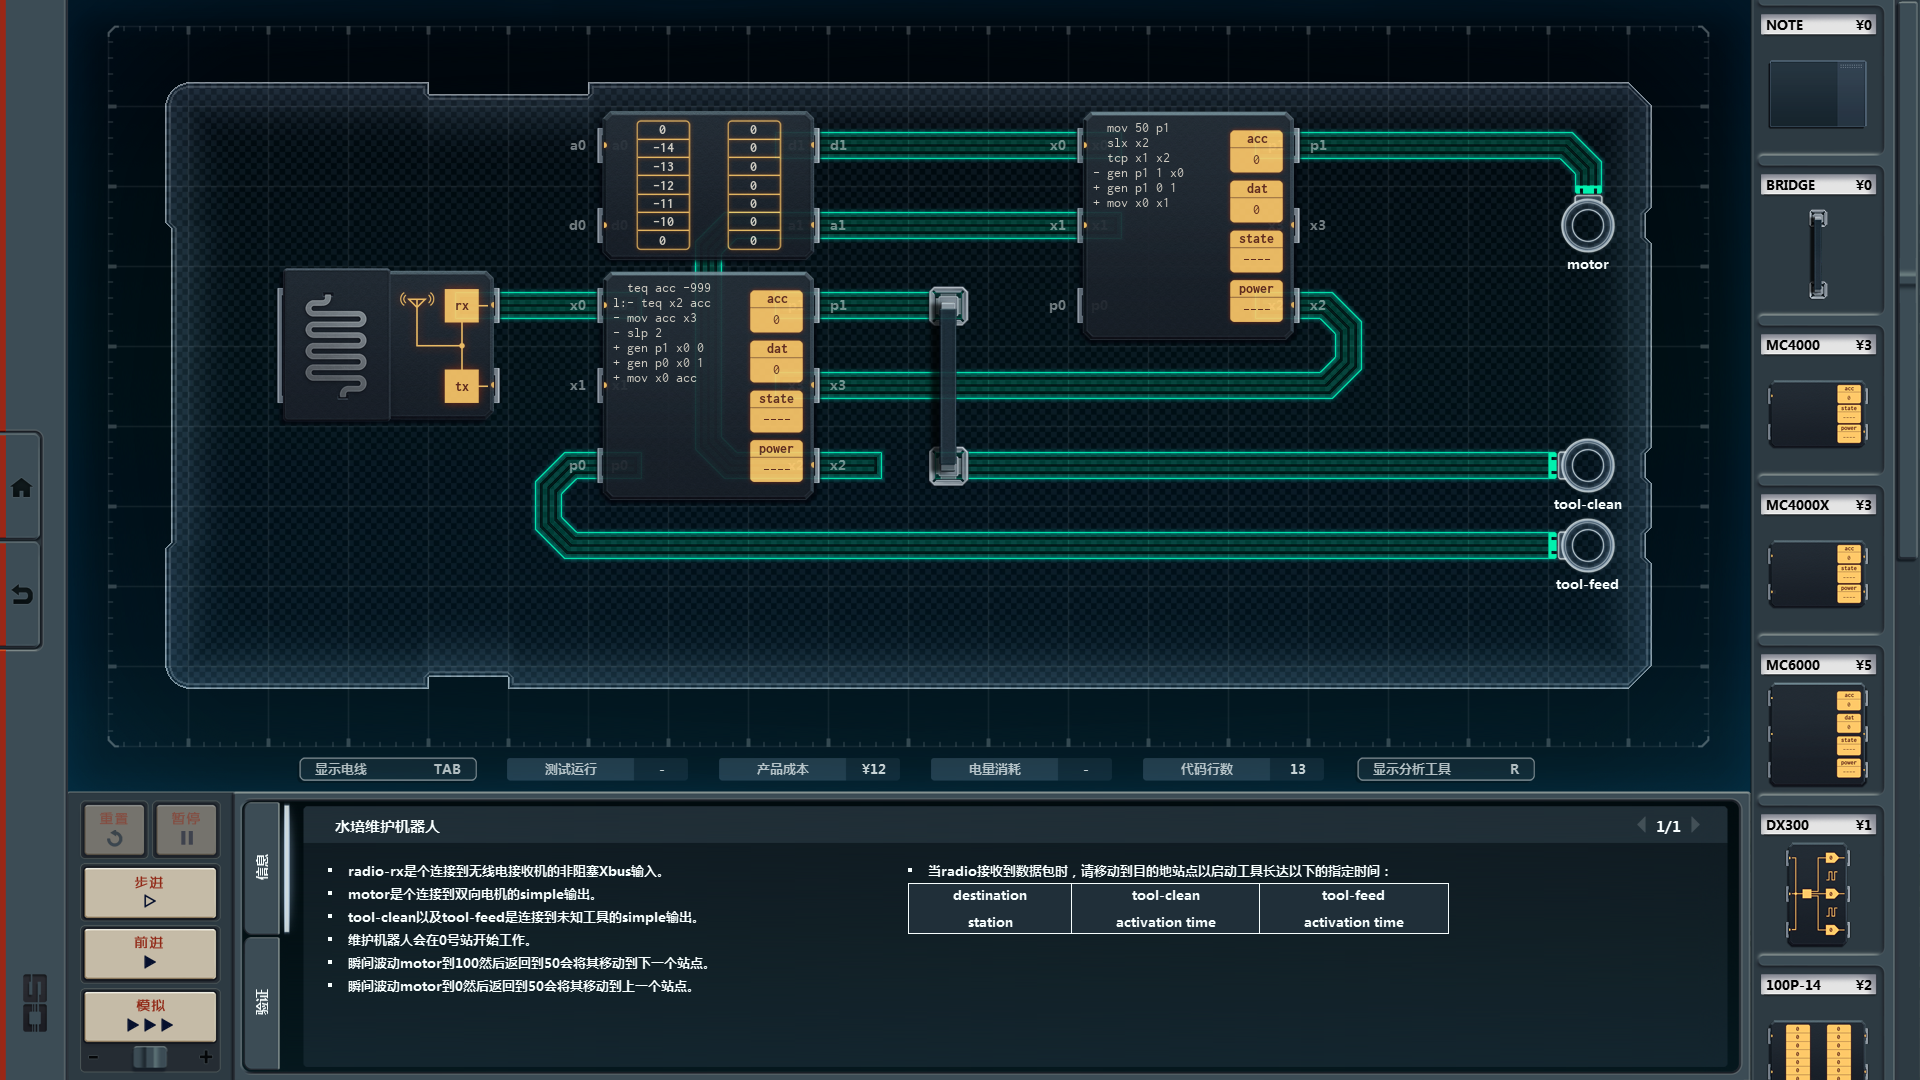 NOTE ¥0
BRIDGE ¥0
MC4000 ¥3
MC4000X ¥3
MC6000 ¥5
DX300 ¥1
100P-14 ¥2
a0
d0
d1
a1
0
-14
-13
-12
-11
-10
0
0
0
0
0
0
0
0
x0
x1
p0
p1
x3
x2
mov 50 p1
slx x2
tcp x1 x2
- gen p1 1 x0
+ gen p1 0 1
+ mov x0 x1
acc
0
dat
0
state
----
power
----
motor
rx
tx
x0
x1
p0
p1
x3
x2
teq acc -999
l:- teq x2 acc
- mov acc x3
- slp 2
+ gen p1 x0 0
+ gen p0 x0 1
+ mov x0 acc
acc
0
dat
0
state
----
power
----
tool-clean
tool-feed
显示电线 TAB
测试运行 -
产品成本 ¥12
电量消耗 -
代码行数 13
显示分析工具 R
重置
暂停
步进
前进
模拟
- +
信息
验证
水培维护机器人
1/1
▪ radio-rx是个连接到无线电接收机的非阻塞Xbus输入。
▪ motor是个连接到双向电机的simple输出。
▪ tool-clean以及tool-feed是连接到未知工具的simple输出。
▪ 维护机器人会在0号站开始工作。
▪ 瞬间波动motor到100然后返回到50会将其移动到下一个站点。
▪ 瞬间波动motor到0然后返回到50会将其移动到上一个站点。
▪ 当radio接收到数据包时，请移动到目的地站点以启动工具长达以下的指定时间：
destination tool-clean tool-feed
station activation time activation time